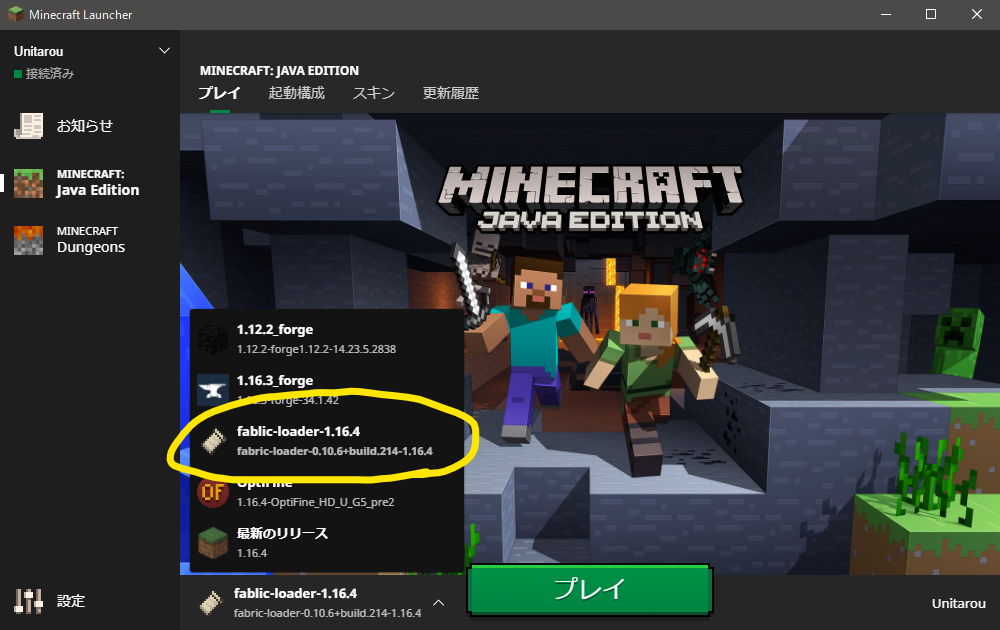 Minecraft Launcher
Unitarou
接続済み
お知らせ
MINECRAFT:
Java Edition
MINECRAFT
Dungeons
設定
MINECRAFT: JAVA EDITION
プレイ 起動構成 スキン 更新履歴
MINECRAFT
JAVA EDITION
1.12.2_forge
1.12.2-forge1.12.2-14.23.5.2838
1.16.3_forge
1.16.3-forge-34.1.42
fablic-loader-1.16.4
fabric-loader-0.10.6+build.214-1.16.4
OptiFine
OF
1.16.4-OptiFine_HD_U_G5_pre2
最新のリリース
1.16.4
fablic-loader-1.16.4
fabric-loader-0.10.6+build.214-1.16.4
プレイ
Unitarou